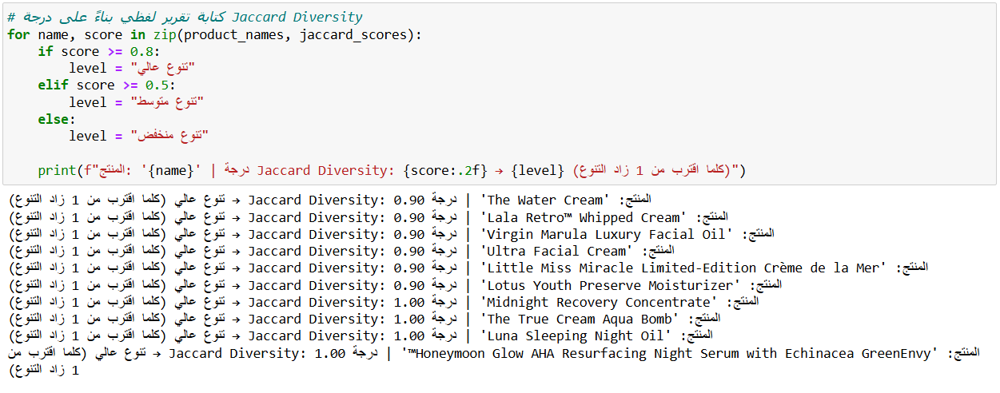 # كتابة تقرير لفظي بناءً على درجة Jaccard Diversity
for name, score in zip(product_names, jaccard_scores):
    if score >= 0.8:
        level = "تنوع عالي"
    elif score >= 0.5:
        level = "تنوع متوسط"
    else:
        level = "تنوع منخفض"
    print(f"المنتج: '{name}' | درجة Jaccard Diversity: {score:.2f} → {level} (كلما اقترب من 1 زاد التنوع)")
المنتج: 'The Water Cream' | درجة Jaccard Diversity: 0.90 → تنوع عالي (كلما اقترب من 1 زاد التنوع)
المنتج: 'Lala Retro™ Whipped Cream' | درجة Jaccard Diversity: 0.90 → تنوع عالي (كلما اقترب من 1 زاد التنوع)
المنتج: 'Virgin Marula Luxury Facial Oil' | درجة Jaccard Diversity: 0.90 → تنوع عالي (كلما اقترب من 1 زاد التنوع)
المنتج: 'Ultra Facial Cream' | درجة Jaccard Diversity: 0.90 → تنوع عالي (كلما اقترب من 1 زاد التنوع)
المنتج: 'Little Miss Miracle Limited-Edition Crème de la Mer' | درجة Jaccard Diversity: 0.90 → تنوع عالي (كلما اقترب من 1 زاد التنوع)
المنتج: 'Lotus Youth Preserve Moisturizer' | درجة Jaccard Diversity: 0.90 → تنوع عالي (كلما اقترب من 1 زاد التنوع)
المنتج: 'Midnight Recovery Concentrate' | درجة Jaccard Diversity: 1.00 → تنوع عالي (كلما اقترب من 1 زاد التنوع)
المنتج: 'The True Cream Aqua Bomb' | درجة Jaccard Diversity: 1.00 → تنوع عالي (كلما اقترب من 1 زاد التنوع)
المنتج: 'Luna Sleeping Night Oil' | درجة Jaccard Diversity: 1.00 → تنوع عالي (كلما اقترب من 1 زاد التنوع)
المنتج: '™Honeymoon Glow AHA Resurfacing Night Serum with Echinacea GreenEnvy' | درجة Jaccard Diversity: 1.00 → تنوع عالي (كلما اقترب من
1 زاد التنوع)